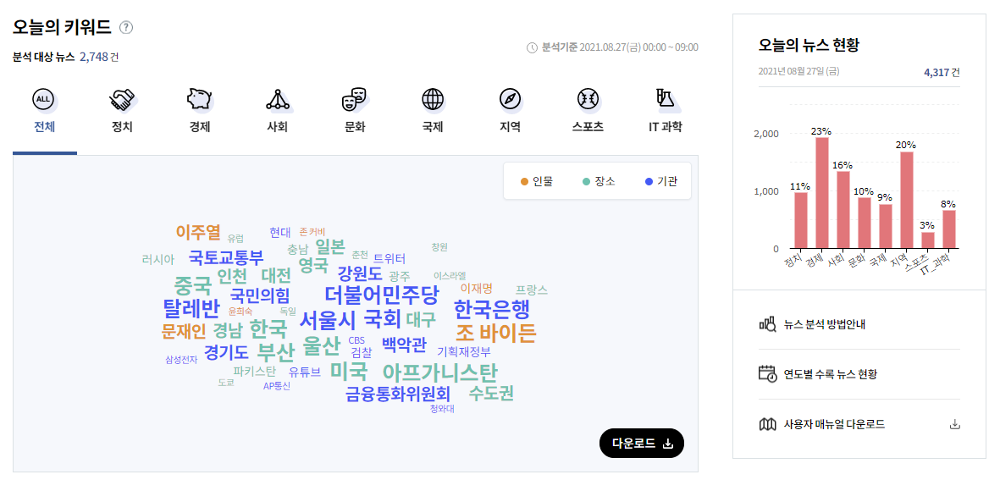 오늘의 키워드 ?
분석 대상 뉴스 2,748 건
분석기준 2021.08.27(금) 00:00 ~ 09:00
ALL
전체 정치 경제 사회 문화 국제 지역 스포츠 IT 과학
인물 장소 기관
이주열 유럽 현대 존 커비
러시아 국토교통부 충남 일본 춘천 트위터 창원
중국 인천 대전 영국 강원도 광주 이스라엘
국민의힘 더불어민주당 이재명 프랑스
탈레반 윤희숙 독일 서울시 국회 대구 한국은행
문재인 경남 한국 조 바이든
삼성전자 경기도 부산 울산 CBS 검찰 백악관 기획재정부
도쿄 파키스탄 유튜브 미국 아프가니스탄
AP통신 금융통화위원회 수도권
청와대
다운로드
오늘의 뉴스 현황
2021년 08월 27일 (금) 4,317 건
2,000
1,000
0
11% 23% 16% 10% 9% 20% 3% 8%
정치 경제 사회 문화 국제 지역 스포츠 IT_과학
뉴스 분석 방법안내
연도별 수록 뉴스 현황
사용자 매뉴얼 다운로드